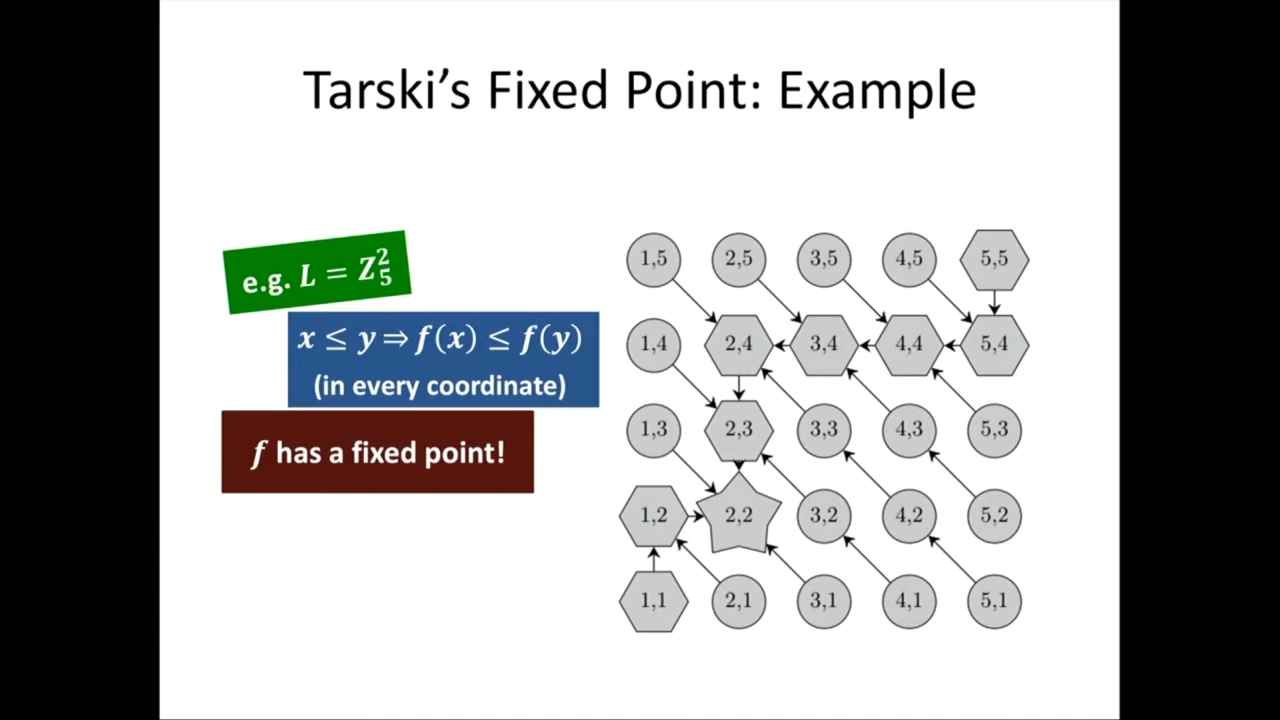 Tarski's Fixed Point: Example
e.g. L = Z₅²
x ≤ y ⇒ f(x) ≤ f(y)
(in every coordinate)
f has a fixed point!
1,5 2,5 3,5 4,5 5,5
1,4 2,4 3,4 4,4 5,4
1,3 2,3 3,3 4,3 5,3
1,2 2,2 3,2 4,2 5,2
1,1 2,1 3,1 4,1 5,1